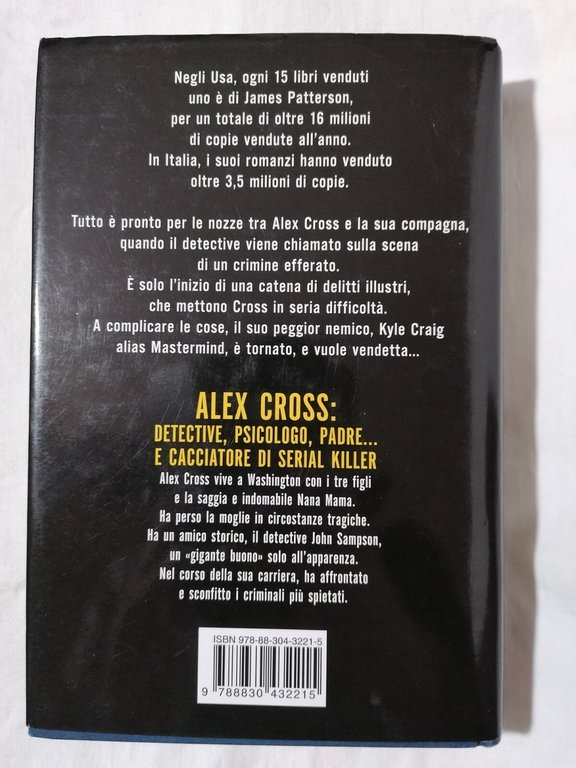 Negli Usa, ogni 15 libri venduti
uno è di James Patterson,
per un totale di oltre 16 milioni
di copie vendute all'anno.
In Italia, i suoi romanzi hanno venduto
oltre 3,5 milioni di copie.
Tutto è pronto per le nozze tra Alex Cross e la sua compagna,
quando il detective viene chiamato sulla scena
di un crimine efferato.
È solo l'inizio di una catena di delitti illustri,
che mettono Cross in seria difficoltà.
A complicare le cose, il suo peggior nemico, Kyle Craig
alias Mastermind, è tornato, e vuole vendetta...
ALEX CROSS:
DETECTIVE, PSICOLOGO, PADRE...
E CACCIATORE DI SERIAL KILLER
Alex Cross vive a Washington con i tre figli
e la saggia e indomabile Nana Mama.
Ha perso la moglie in circostanze tragiche.
Ha un amico storico, il detective John Sampson,
un «gigante buono» solo all'apparenza.
Nel corso della sua carriera, ha affrontato
e sconfitto i criminali più spietati.
ISBN 978-88-304-3221-5
9 788830 432215